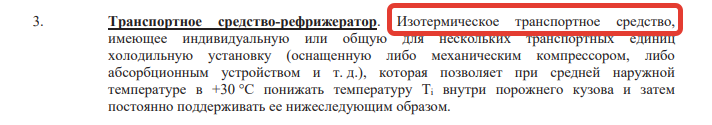 3. Транспортное средство-рефрижератор. Изотермическое транспортное средство,
имеющее индивидуальную или общую для нескольких транспортных единиц
холодильную установку (оснащенную либо механическим компрессором, либо
абсорбционным устройством и т. д.), которая позволяет при средней наружной
температуре в +30 °C понижать температуру Ti внутри порожнего кузова и затем
постоянно поддерживать ее нижеследующим образом.